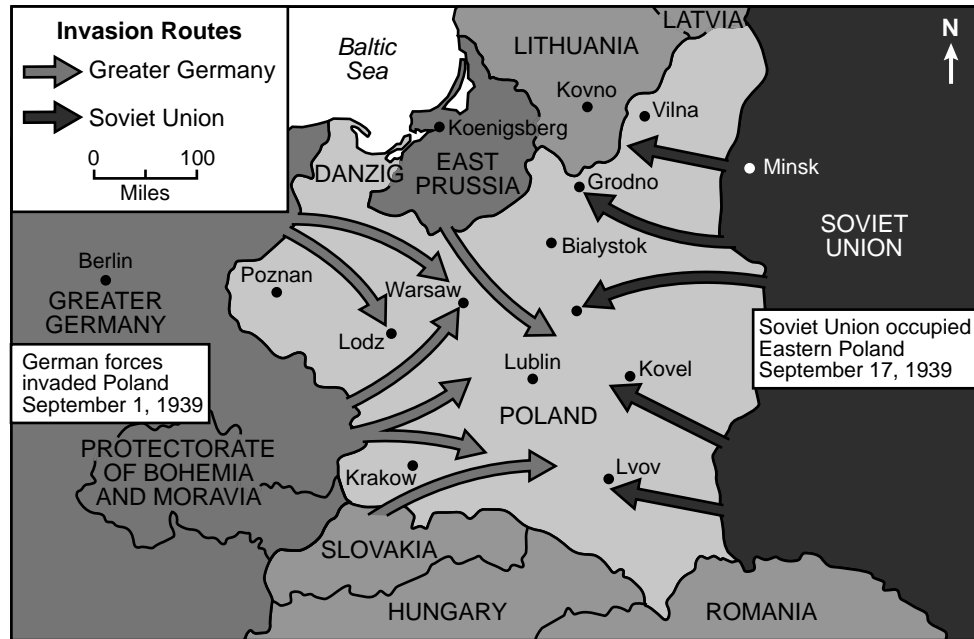 Invasion Routes
Greater Germany
Soviet Union
0 100
Miles
Baltic
Sea
LATVIA
N
LITHUANIA
Kovno
Vilna
Koenigsberg
DANZIG
EAST
PRUSSIA
Grodno
Minsk
SOVIET
UNION
Bialystok
Berlin
Poznan
GREATER
GERMANY
Warsaw
Lodz
German forces
invaded Poland
September 1, 1939
Soviet Union occupied
Eastern Poland
September 17, 1939
Lublin
Kovel
POLAND
PROTECTORATE
OF BOHEMIA
AND MORAVIA
Krakow
Lvov
SLOVAKIA
HUNGARY
ROMANIA